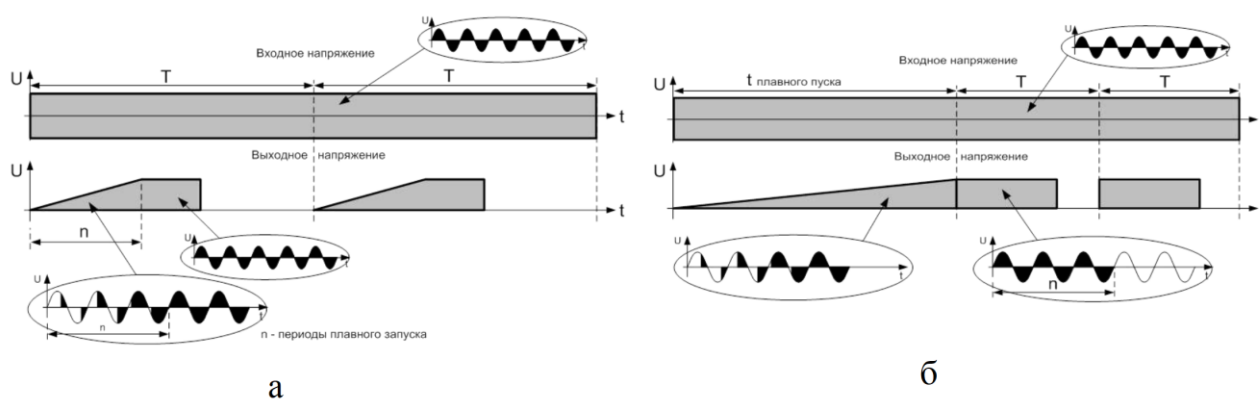 U
t
Входное напряжение
U
T
T
t
Выходное напряжение
U
t
n
U
t
U
t
n
n - периоды плавного запуска
а
U
t
Входное напряжение
U
t плавного пуска
T
T
Выходное напряжение
U
U
t
U
t
n
б